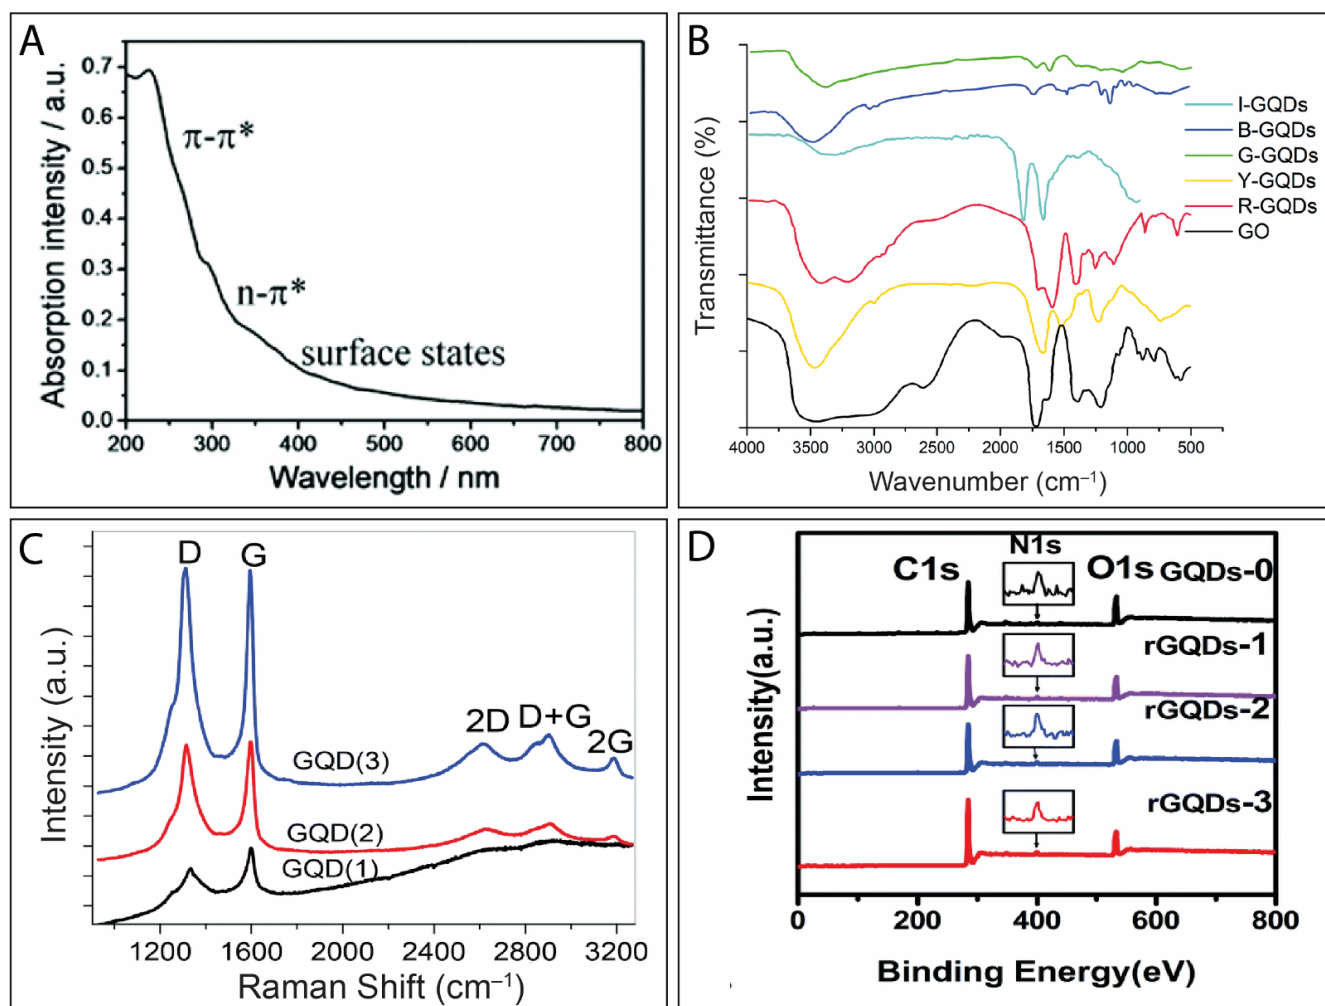 A
Absorption intensity / a.u.
0.7
0.6
0.5
0.4
0.3
0.2
0.1
0.0
π-π*
n-π*
surface states
200 300 400 500 600 700 800
Wavelength / nm
B
Transmittance (%)
I-GQDs
B-GQDs
G-GQDs
Y-GQDs
R-GQDs
GO
4000 3500 3000 2500 2000 1500 1000 500 0
Wavenumber (cm⁻¹)
C
Intensity (a.u.)
D G
2D D+G 2G
GQD(3)
GQD(2)
GQD(1)
1200 1600 2000 2400 2800 3200
Raman Shift (cm⁻¹)
D
Intensity(a.u.)
C1s N1s O1s GQDs-0
rGQDs-1
rGQDs-2
rGQDs-3
0 200 400 600 800
Binding Energy(eV)